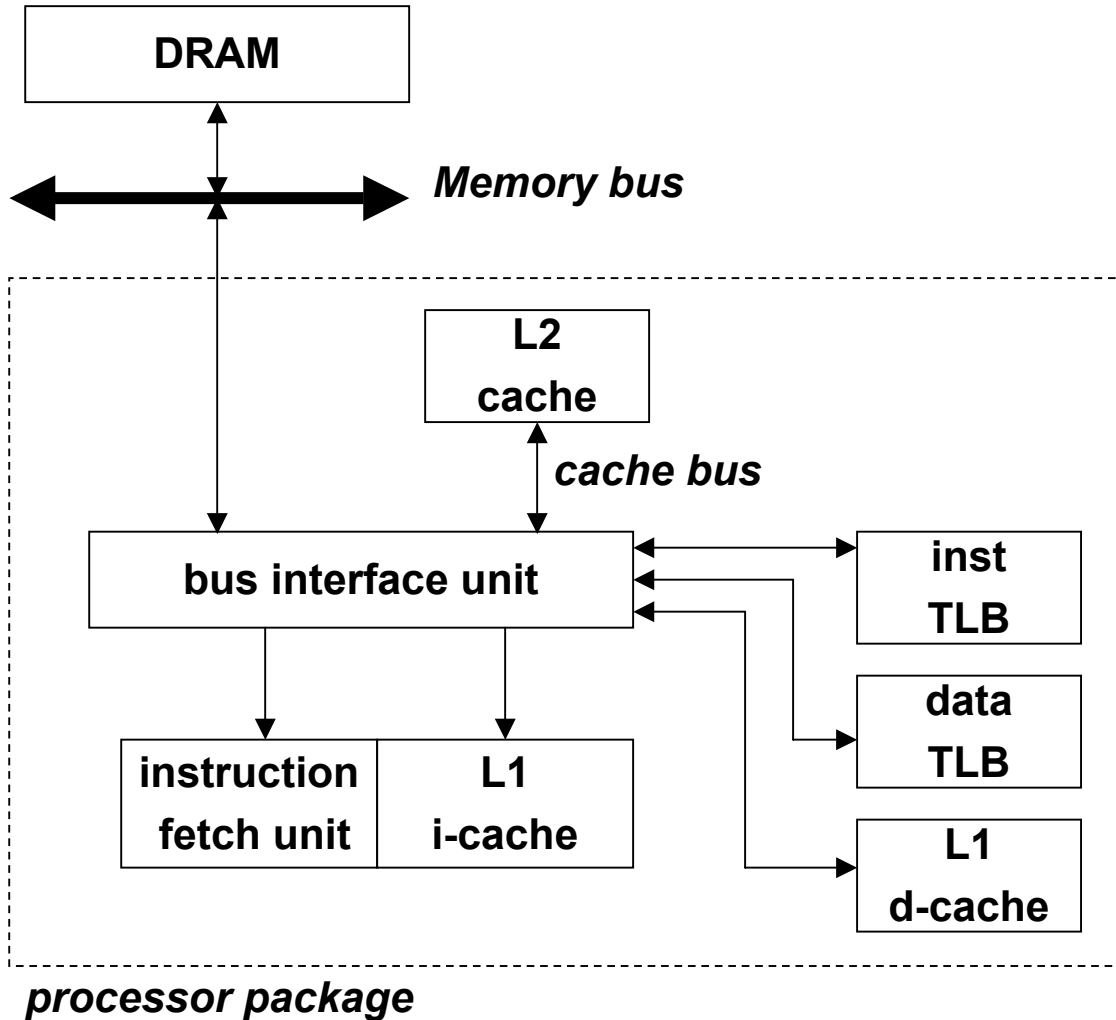 DRAM
Memory bus
L2
cache
cache bus
bus interface unit
inst
TLB
data
TLB
instruction
fetch unit
L1
i-cache
L1
d-cache
processor package